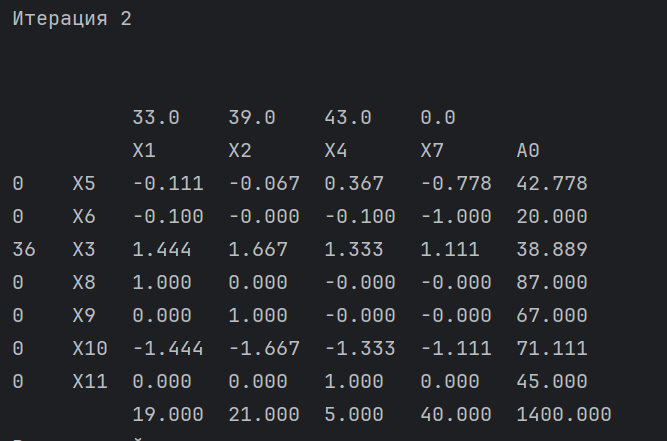 Итерация 2
33.0 39.0 43.0 0.0
X1 X2 X4 X7 A0
0 X5 -0.111 -0.067 0.367 -0.778 42.778
0 X6 -0.100 -0.000 -0.100 -1.000 20.000
36 X3 1.444 1.667 1.333 1.111 38.889
0 X8 1.000 0.000 -0.000 -0.000 87.000
0 X9 0.000 1.000 -0.000 -0.000 67.000
0 X10 -1.444 -1.667 -1.333 -1.111 71.111
0 X11 0.000 0.000 1.000 0.000 45.000
19.000 21.000 5.000 40.000 1400.000